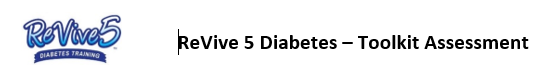 ReVive5
DIABETES TRAINING
ReVive 5 Diabetes – Toolkit Assessment